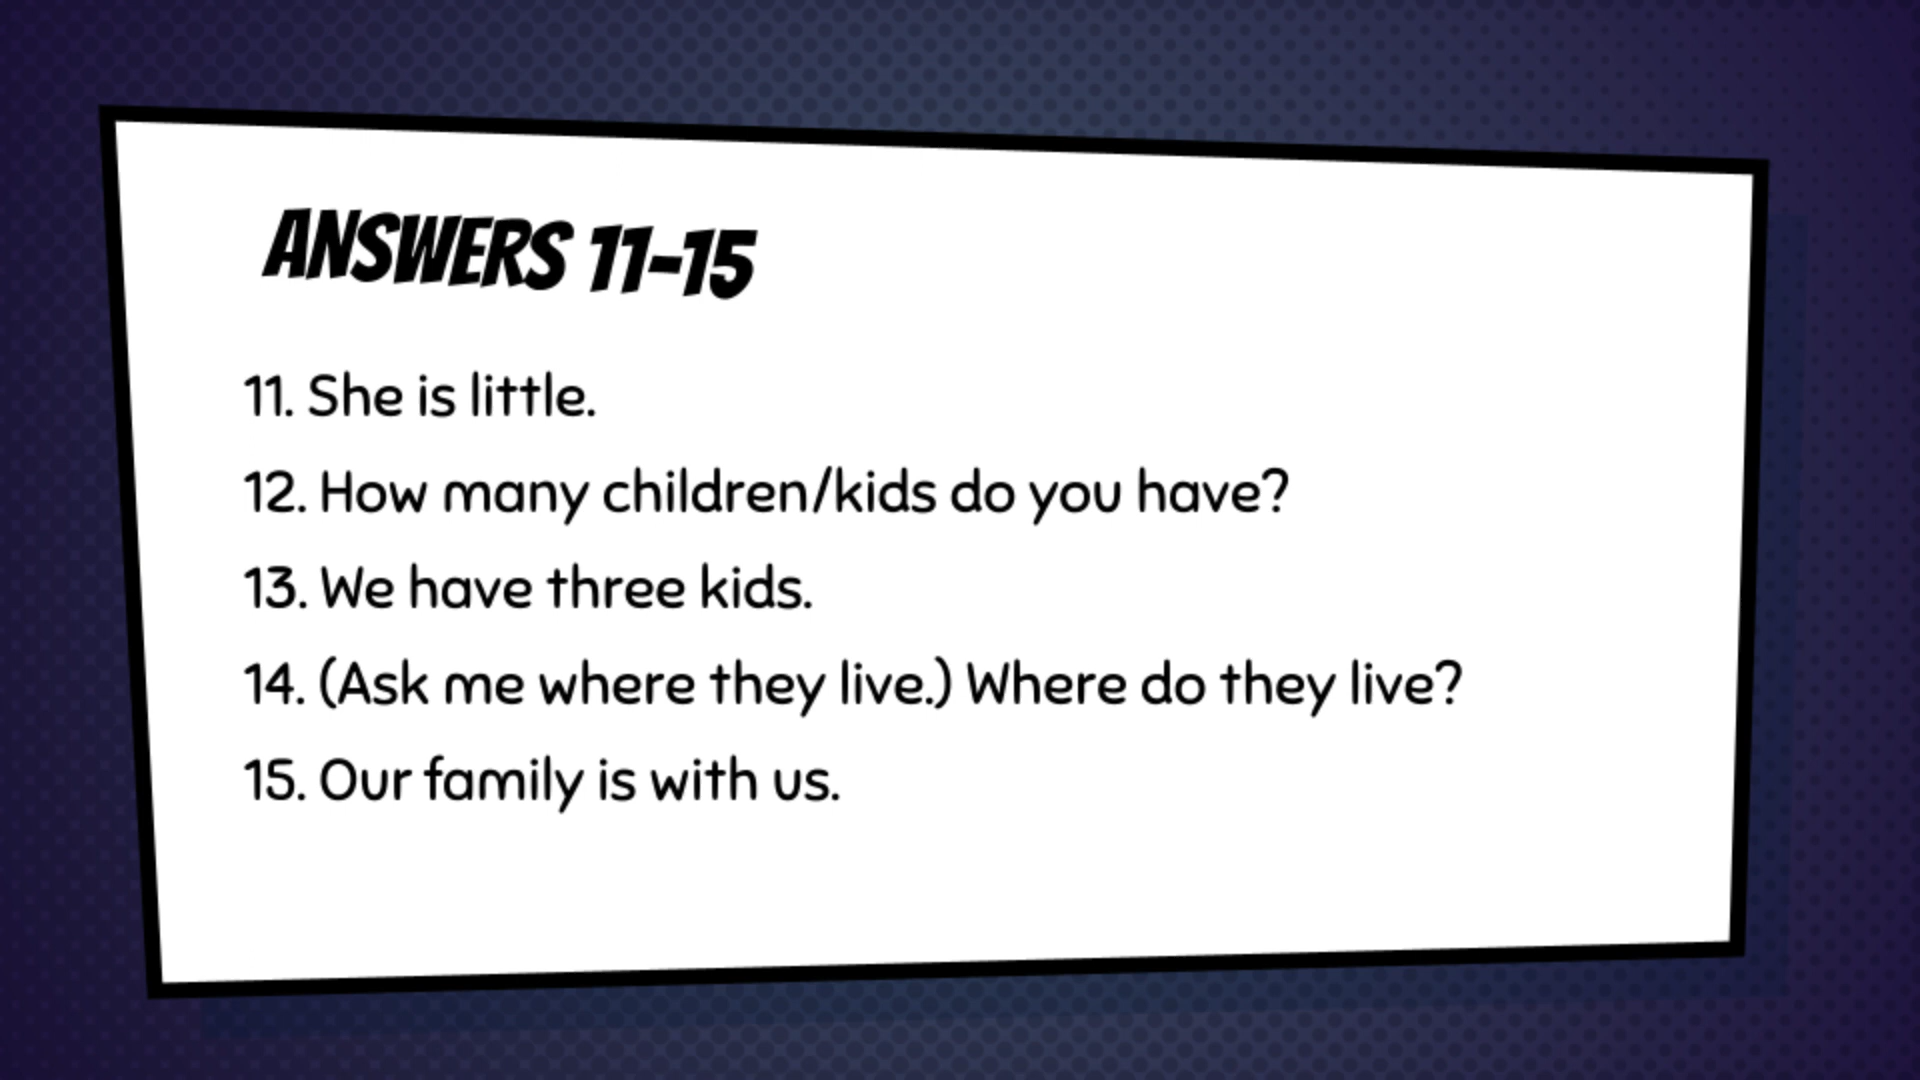 ANSWERS 11-15
11. She is little.
12. How many children/kids do you have?
13. We have three kids.
14. (Ask me where they live.) Where do they live?
15. Our family is with us.